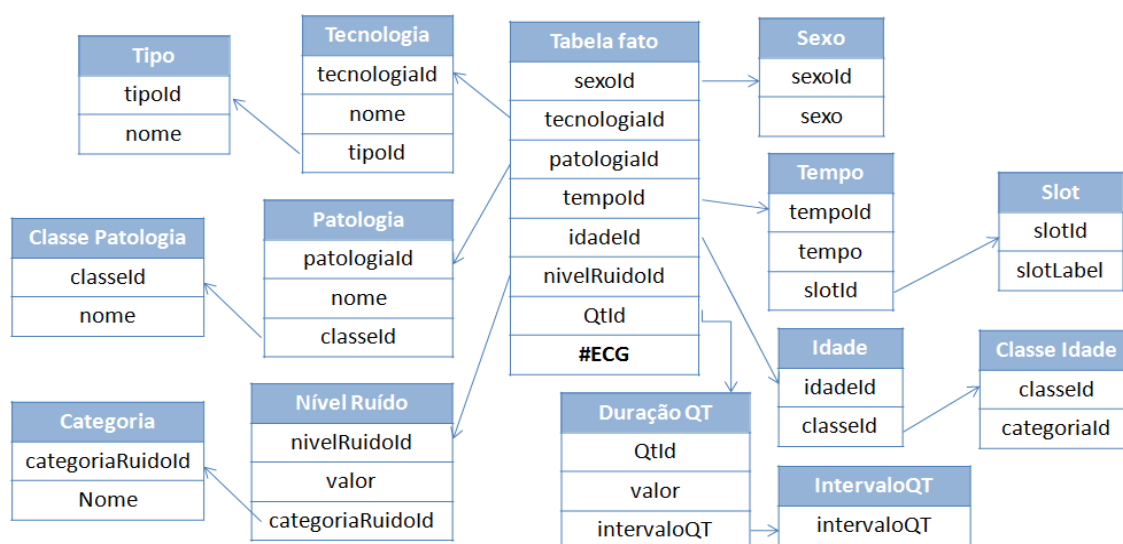 Tipo
tipoId
nome
Tecnologia
tecnologiaId
nome
tipoId
Tabela fato
sexoId
tecnologiaId
patologiaId
tempoId
idadeId
nivelRuidoId
QtId
#ECG
Sexo
sexoId
sexo
Tempo
tempoId
tempo
slotId
Slot
slotId
slotLabel
Classe Patologia
classeId
nome
Patologia
patologiaId
nome
classeId
Idade
idadeId
classeId
Classe Idade
classeId
categoriaId
Categoria
categoriaRuidoId
Nome
Nível Ruído
nivelRuidoId
valor
categoriaRuidoId
Duração QT
QtId
valor
intervaloQT
IntervaloQT
intervaloQT